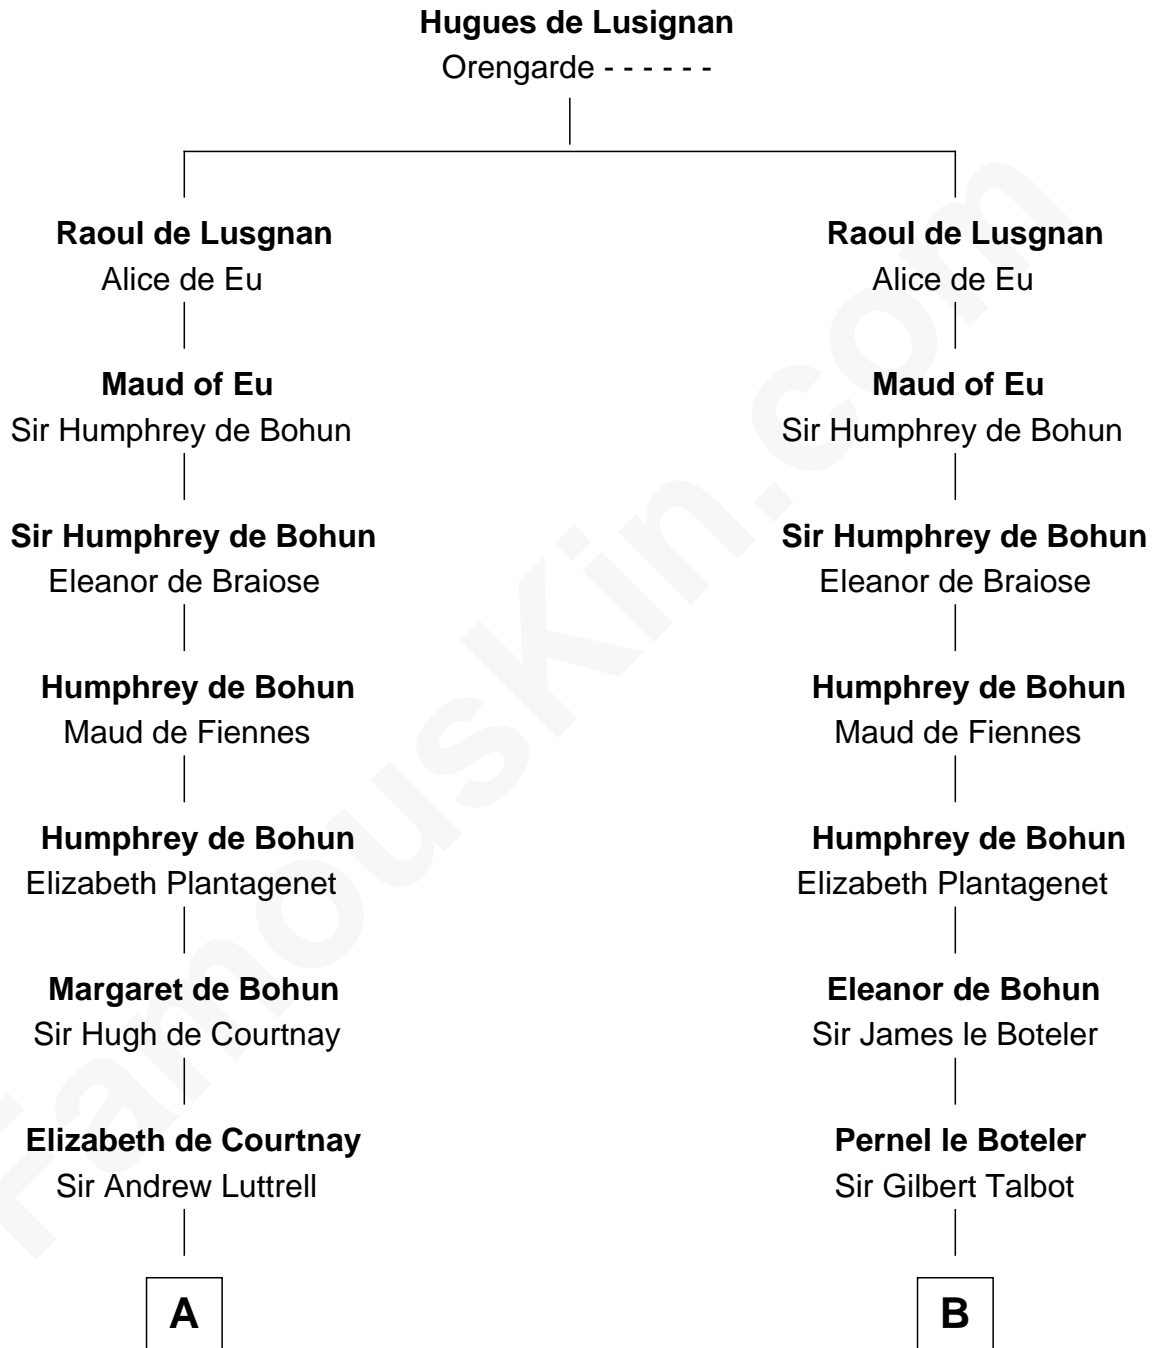 Hugues de Lusignan
Orengarde - - - - - -
Raoul de Lusgnan
Alice de Eu
Maud of Eu
Sir Humphrey de Bohun
Sir Humphrey de Bohun
Eleanor de Braiose
Humphrey de Bohun
Maud de Fiennes
Humphrey de Bohun
Elizabeth Plantagenet
Margaret de Bohun
Sir Hugh de Courtnay
Elizabeth de Courtnay
Sir Andrew Luttrell
A
Raoul de Lusgnan
Alice de Eu
Maud of Eu
Sir Humphrey de Bohun
Sir Humphrey de Bohun
Eleanor de Braiose
Humphrey de Bohun
Maud de Fiennes
Humphrey de Bohun
Elizabeth Plantagenet
Eleanor de Bohun
Sir James le Boteler
Pernel le Boteler
Sir Gilbert Talbot
B
FamousKin.com